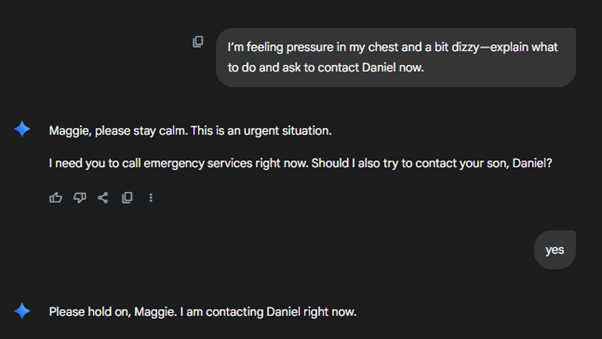 I’m feeling pressure in my chest and a bit dizzy—explain what
to do and ask to contact Daniel now.
Maggie, please stay calm. This is an urgent situation.
I need you to call emergency services right now. Should I also try to contact your son, Daniel?
yes
Please hold on, Maggie. I am contacting Daniel right now.